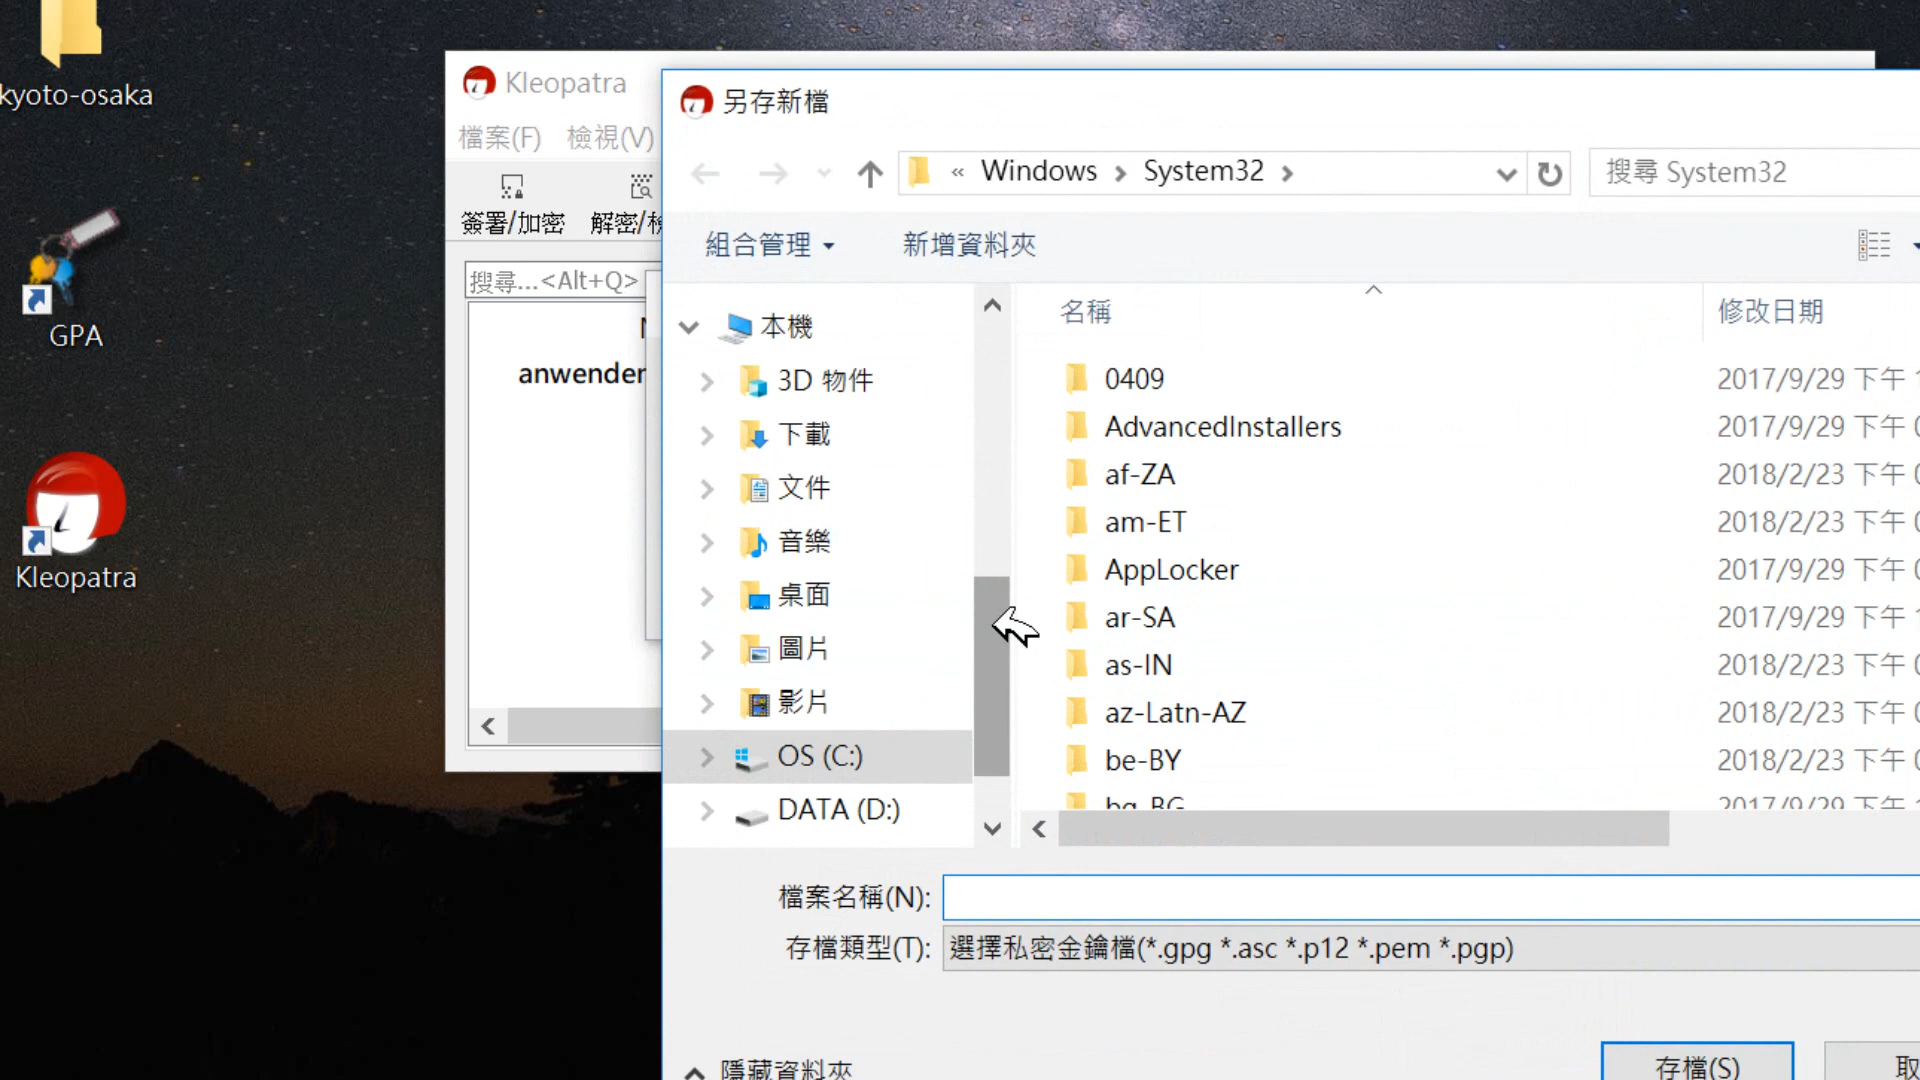 kyoto-osaka
GPA
Kleopatra
Kleopatra
檔案(F) 檢視(V)
簽署/加密 解密/
搜尋...<Alt+Q>
anwender
另存新檔
« Windows › System32 ›
搜尋 System32
組合管理 新增資料夾
本機
3D 物件
下載
文件
音樂
桌面
圖片
影片
OS (C:)
DATA (D:)
名稱 修改日期
0409 2017/9/29 下午
AdvancedInstallers 2017/9/29 下午
af-ZA 2018/2/23 下午
am-ET 2018/2/23 下午
AppLocker 2017/9/29 下午
ar-SA 2017/9/29 下午
as-IN 2018/2/23 下午
az-Latn-AZ 2018/2/23 下午
be-BY 2018/2/23 下午
bg-BG 2017/9/29 下午
檔案名稱(N):
存檔類型(T): 選擇私密金鑰檔(*.gpg *.asc *.p12 *.pem *.pgp)
隱藏資料夾
存檔(S) 取